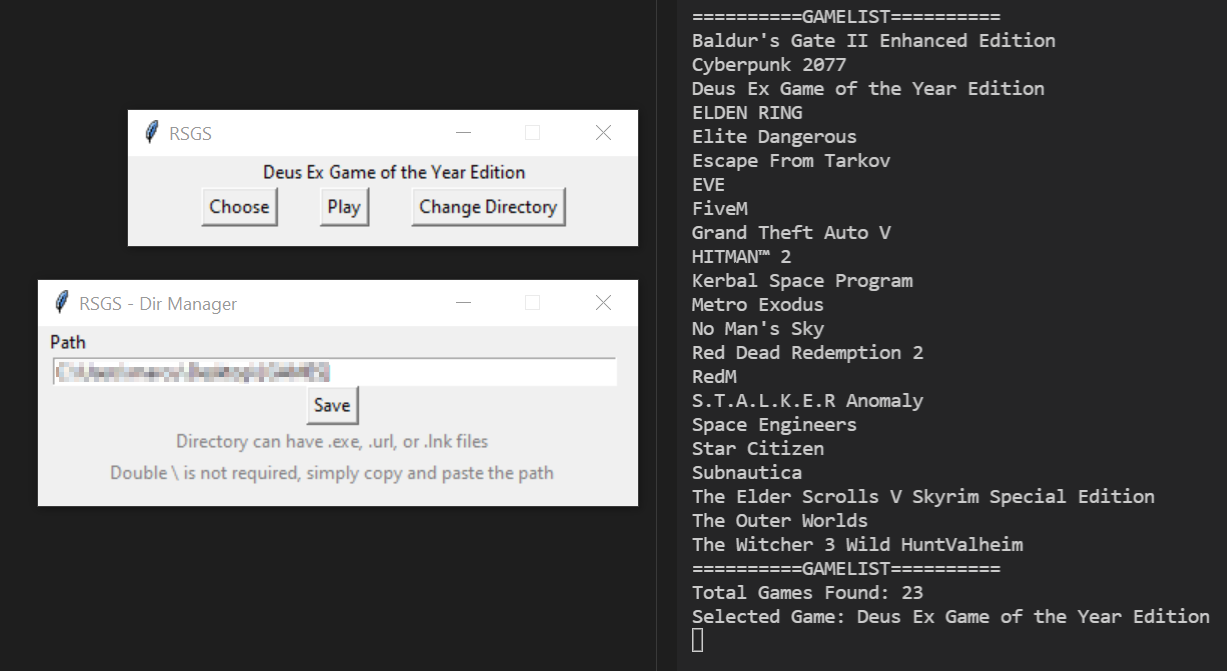 RSGS
Deus Ex Game of the Year Edition
Choose Play Change Directory
RSGS - Dir Manager
Path
Save
Directory can have .exe, .url, or .lnk files
Double \ is not required, simply copy and paste the path
==========GAMELIST==========
Baldur's Gate II Enhanced Edition
Cyberpunk 2077
Deus Ex Game of the Year Edition
ELDEN RING
Elite Dangerous
Escape From Tarkov
EVE
FiveM
Grand Theft Auto V
HITMAN™ 2
Kerbal Space Program
Metro Exodus
No Man's Sky
Red Dead Redemption 2
RedM
S.T.A.L.K.E.R Anomaly
Space Engineers
Star Citizen
Subnautica
The Elder Scrolls V Skyrim Special Edition
The Outer Worlds
The Witcher 3 Wild HuntValheim
==========GAMELIST==========
Total Games Found: 23
Selected Game: Deus Ex Game of the Year Edition